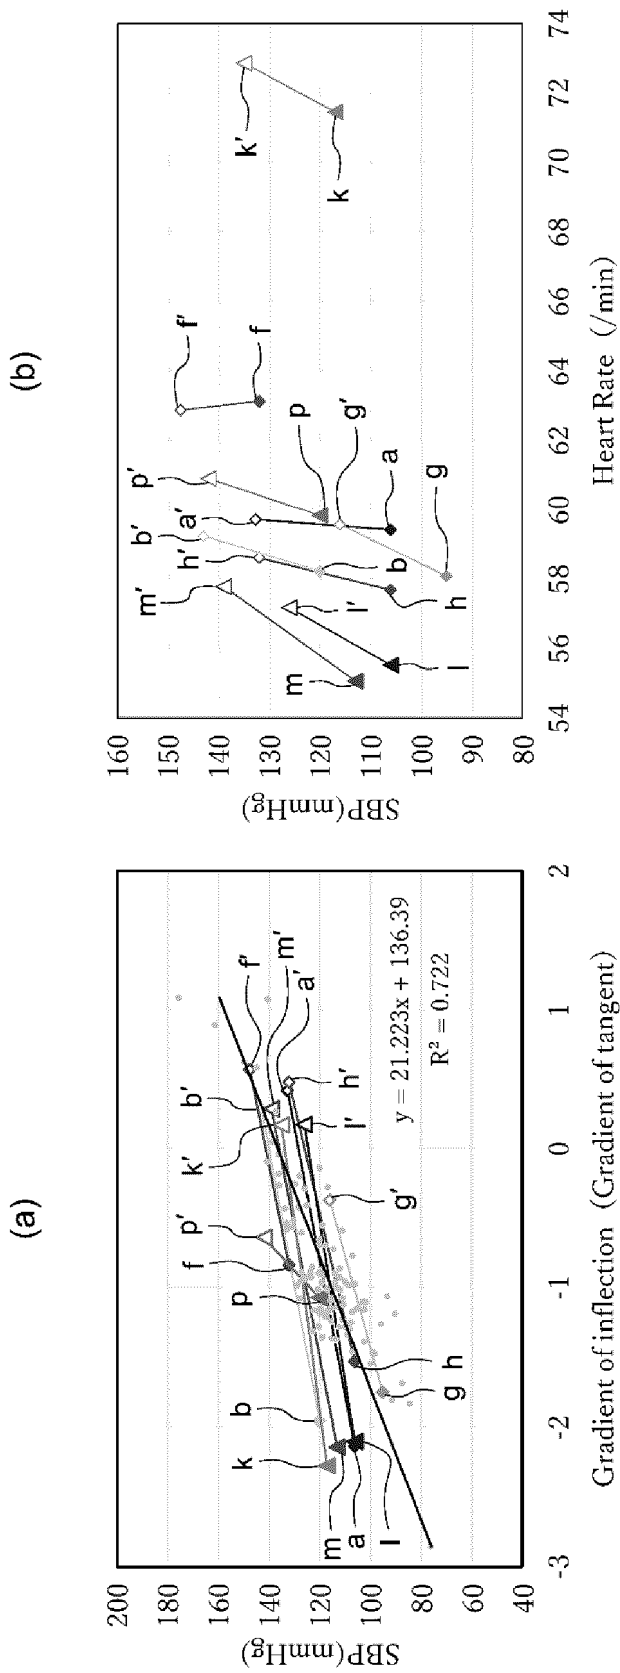 (a)
200
180
160
140
120
100
80
60
40
SBP(mmHg)
-3
-2
-1
0
1
2
Gradient of inflection (Gradient of tangent)
y = 21.223x + 136.39
R² = 0.722
k
b
f
p'
k'
b'
f'
m'
a'
h'
l'
g'
p
h
g
m
a
l
(b)
160
150
140
130
120
110
100
90
80
SBP(mmHg)
54
56
58
60
62
64
66
68
70
72
74
Heart Rate (/min)
m'
h'
b'
a'
p'
f'
f
k'
k
p
g'
a
g
b
h
l'
l
m